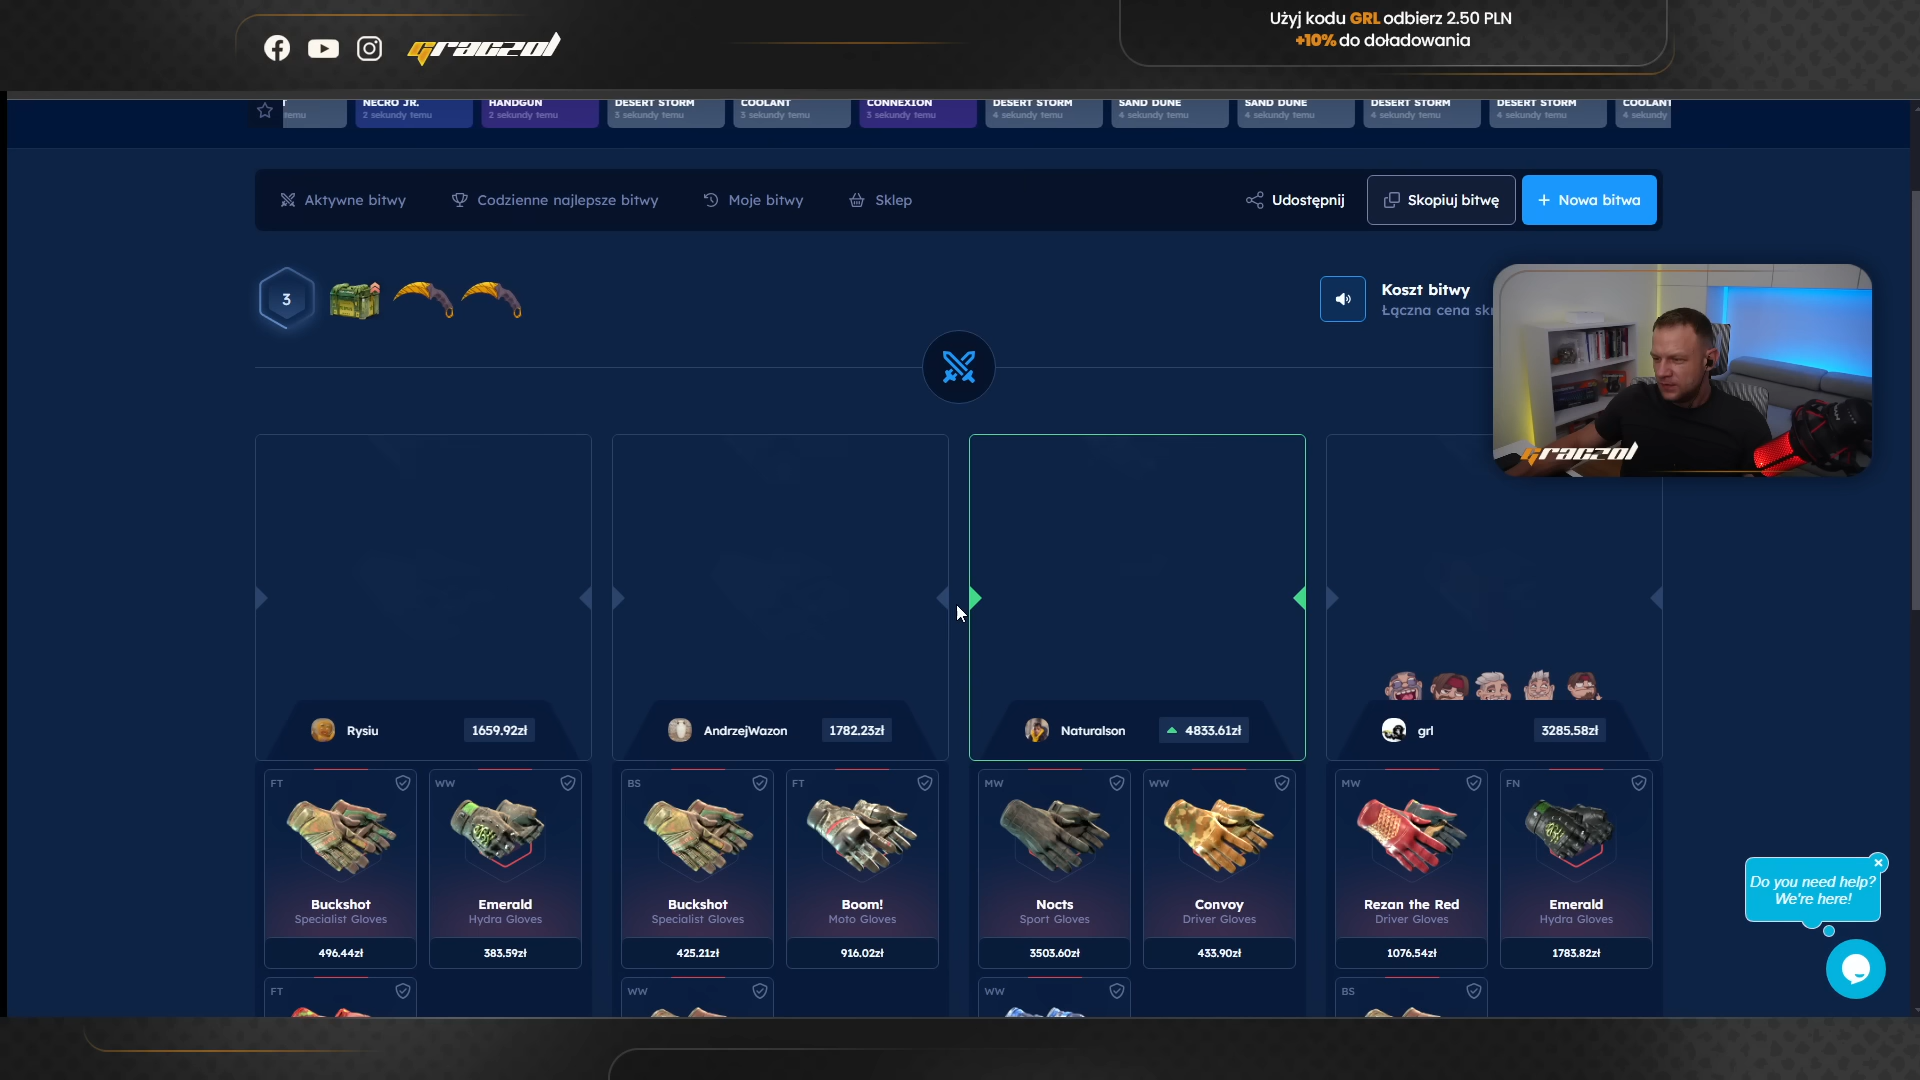 graczol
Użyj kodu GRL odbierz 2.50 PLN
+10% do doładowania
temu
NECRO JR.
2 sekundy temu
HANDGUN
2 sekundy temu
DESERT STORM
3 sekundy temu
COOLANT
3 sekundy temu
CONNEXION
3 sekundy temu
DESERT STORM
4 sekundy temu
SAND DUNE
4 sekundy temu
SAND DUNE
4 sekundy temu
DESERT STORM
4 sekundy temu
DESERT STORM
4 sekundy temu
COOLANT
4 sekundy
Aktywne bitwy
Codzienne najlepsze bitwy
Moje bitwy
Sklep
Udostępnij
Skopiuj bitwę
+ Nowa bitwa
3
Koszt bitwy
Łączna cena
graczol
Rysiu
1659.92zł
AndrzejWazon
1782.23zł
Naturalson
4833.61zł
grl
3285.58zł
FT
Buckshot
Specialist Gloves
496.44zł
WW
Emerald
Hydra Gloves
383.59zł
BS
Buckshot
Specialist Gloves
425.21zł
FT
Boom!
Moto Gloves
916.02zł
MW
Nocts
Sport Gloves
3503.60zł
WW
Convoy
Driver Gloves
433.90zł
MW
Rezan the Red
Driver Gloves
1076.54zł
FN
Emerald
Hydra Gloves
1783.82zł
FT
WW
WW
BS
Do you need help?
We're here!